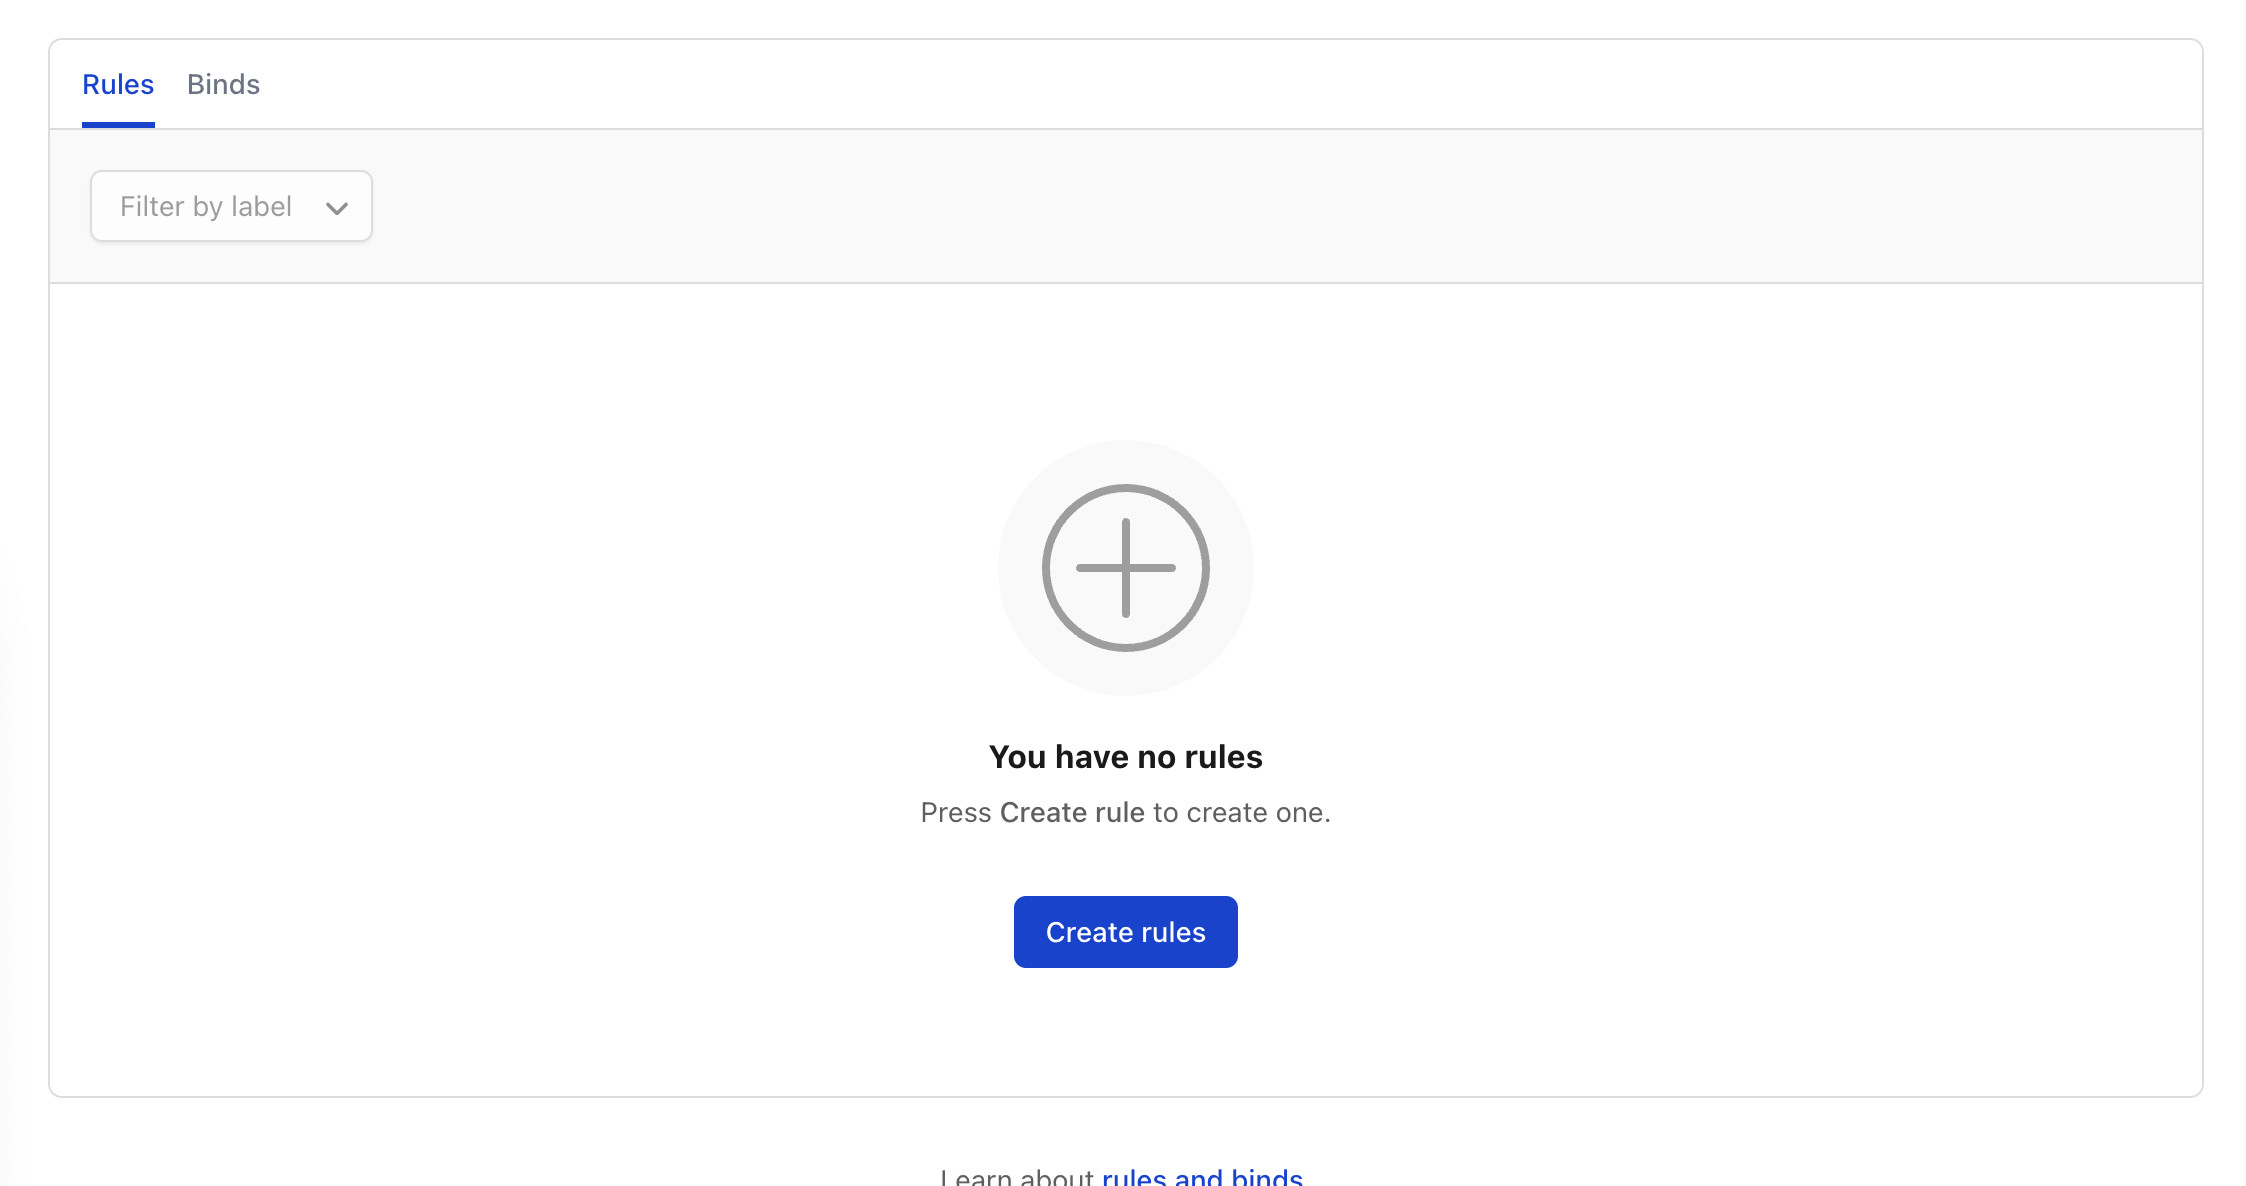 Rules Binds
Filter by label
You have no rules
Press Create rule to create one.
Create rules
Learn about rules and binds